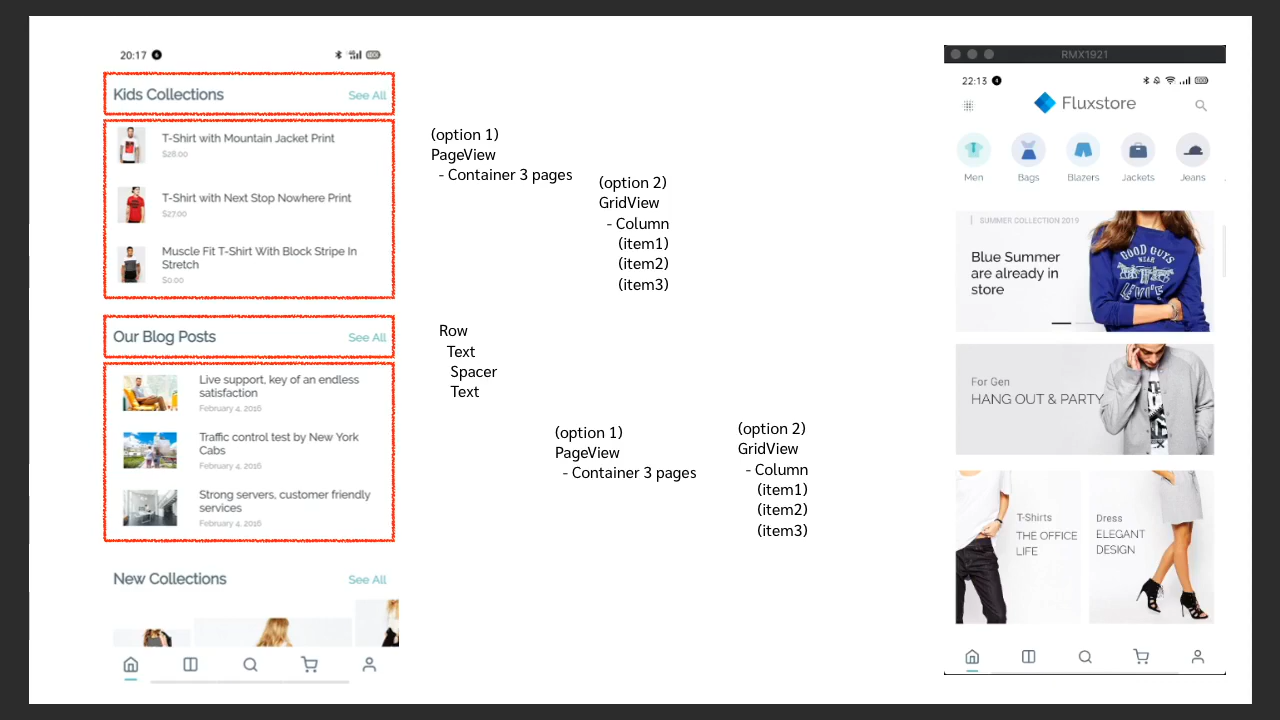 20:17
Kids Collections See All
T-Shirt with Mountain Jacket Print
$28.00
T-Shirt with Next Stop Nowhere Print
$27.00
Muscle Fit T-Shirt With Block Stripe In
Stretch
$0.00
Our Blog Posts See All
Live support, key of an endless
satisfaction
February 4, 2016
Traffic control test by New York
Cabs
February 4, 2016
Strong servers, customer friendly
services
February 4, 2016
New Collections See All
(option 1)
PageView
- Container 3 pages
(option 2)
GridView
- Column
(item1)
(item2)
(item3)
Row
Text
Spacer
Text
(option 1)
PageView
- Container 3 pages
(option 2)
GridView
- Column
(item1)
(item2)
(item3)
RMX1921
22:13
Fluxstore
Men Bags Blazers Jackets Jeans
SUMMER COLLECTION 2019
Blue Summer
are already in
store
GOOD GUYS
WEAR
LEVI'S
For Gen
HANG OUT & PARTY
T-Shirts
THE OFFICE
LIFE
Dress
ELEGANT
DESIGN